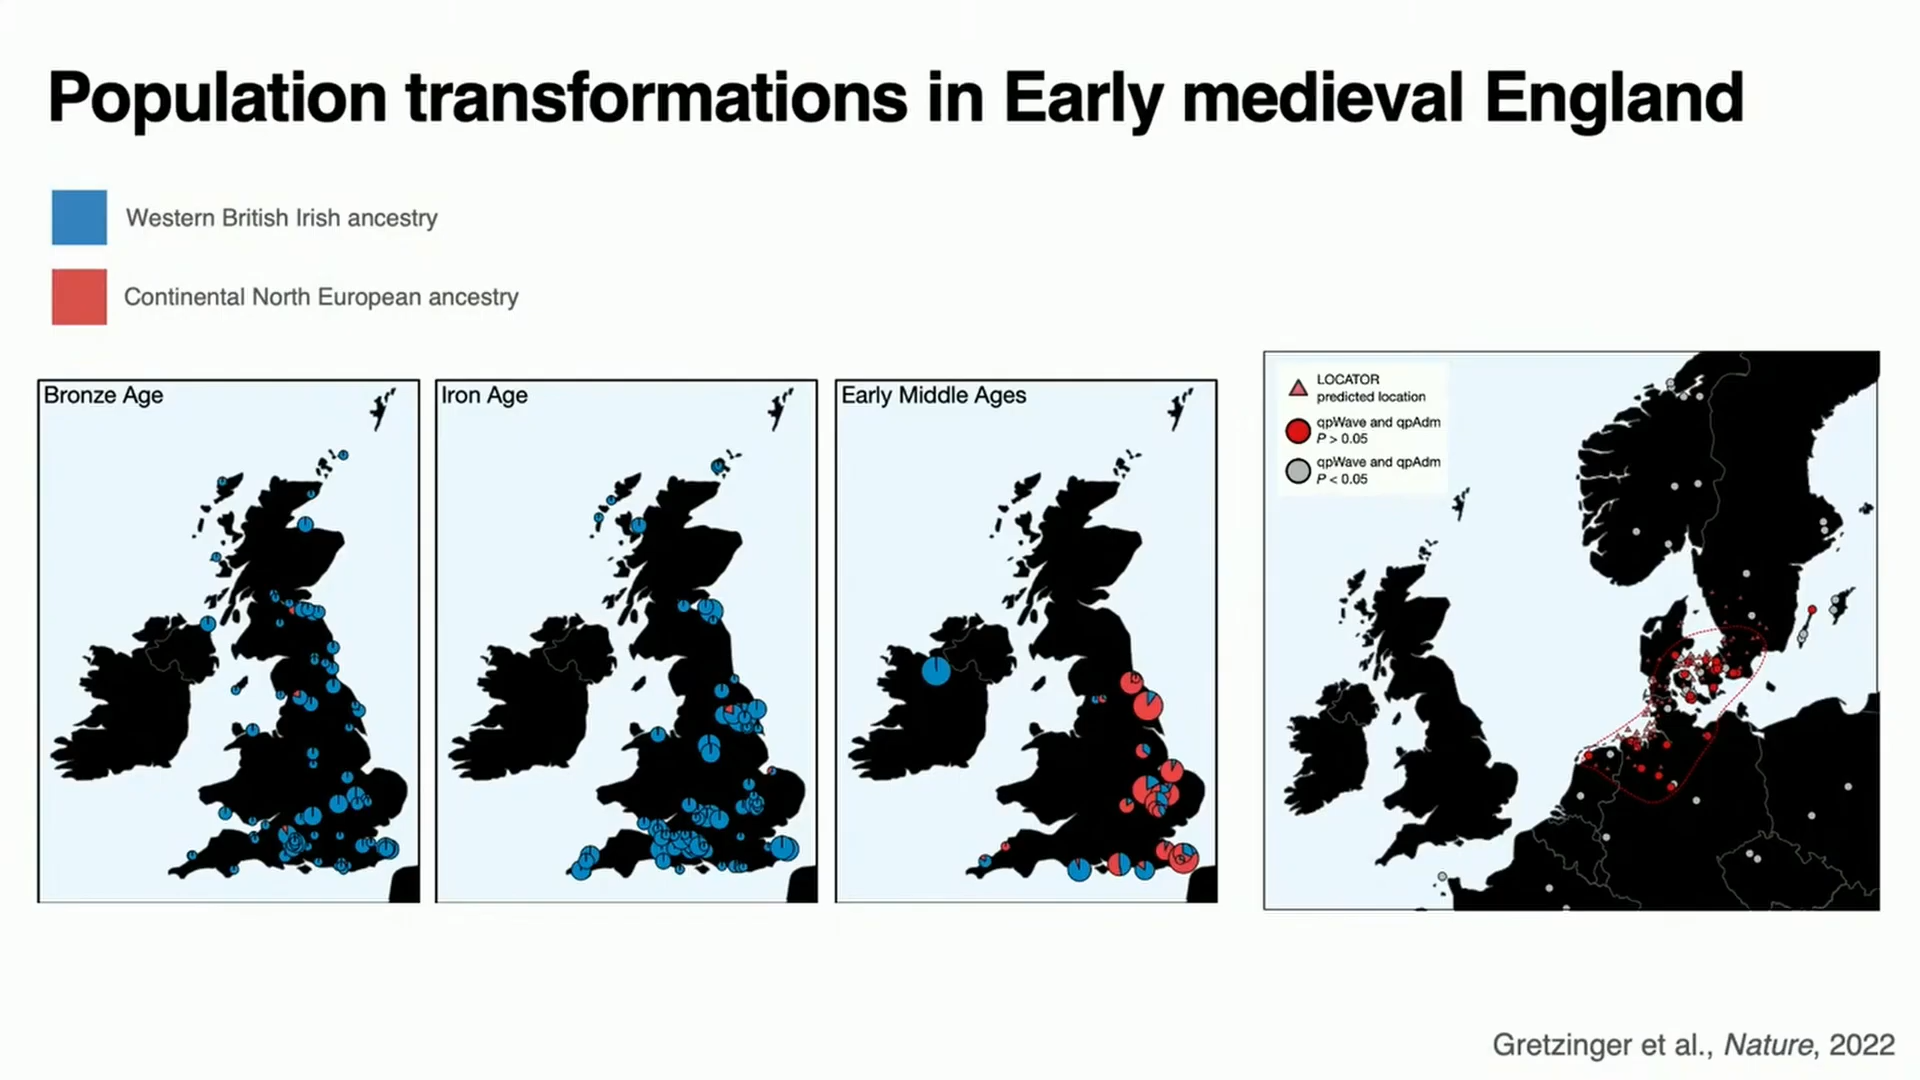 Population transformations in Early medieval England
Western British Irish ancestry
Continental North European ancestry
Bronze Age
Iron Age
Early Middle Ages
LOCATOR
predicted location
qpWave and qpAdm
P > 0.05
qpWave and qpAdm
P < 0.05
Gretzinger et al., Nature, 2022